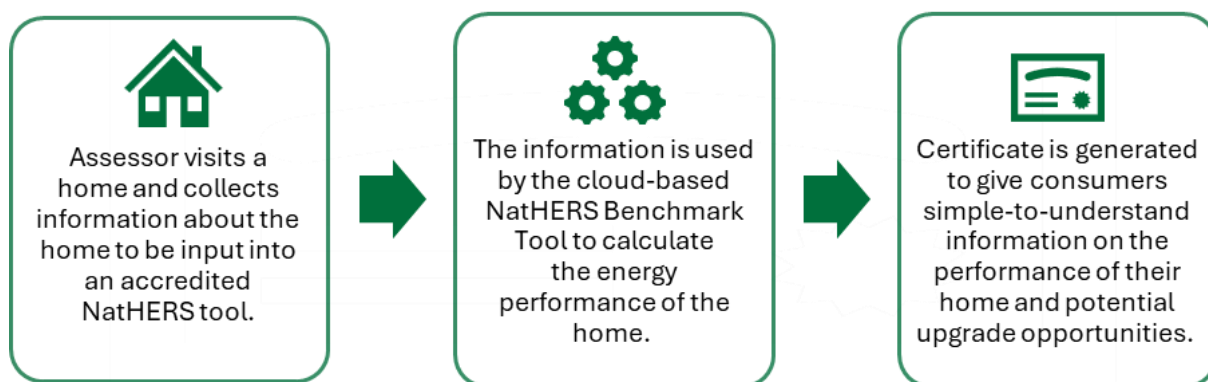 Assessor visits a
home and collects
information about the
home to be input into
an accredited
NatHERS tool.
The information is used
by the cloud-based
NatHERS Benchmark
Tool to calculate
the energy
performance of the
home.
Certificate is generated
to give consumers
simple-to-understand
information on the
performance of their
home and potential
upgrade opportunities.